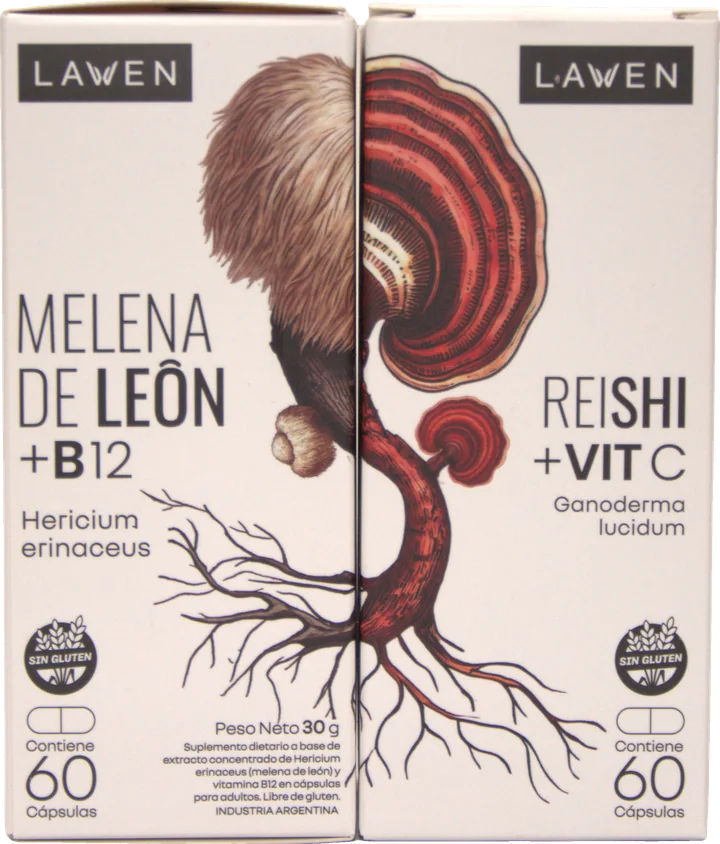 LAWEN
MELENA
DE LEÔN
+B12
Hericium
erinaceus
SIN GLUTEN
Contiene
60
Cápsulas
Peso Neto 30 g
Suplemento dietario a base de
extracto concentrado de Hericium
erinaceus (melena de león) y
vitamina B12 en cápsulas
para adultos. Libre de gluten.
INDUSTRIA ARGENTINA
LAWEN
REISHI
+VIT C
Ganoderma
lucidum
SIN GLUTEN
Contiene
60
Cápsulas